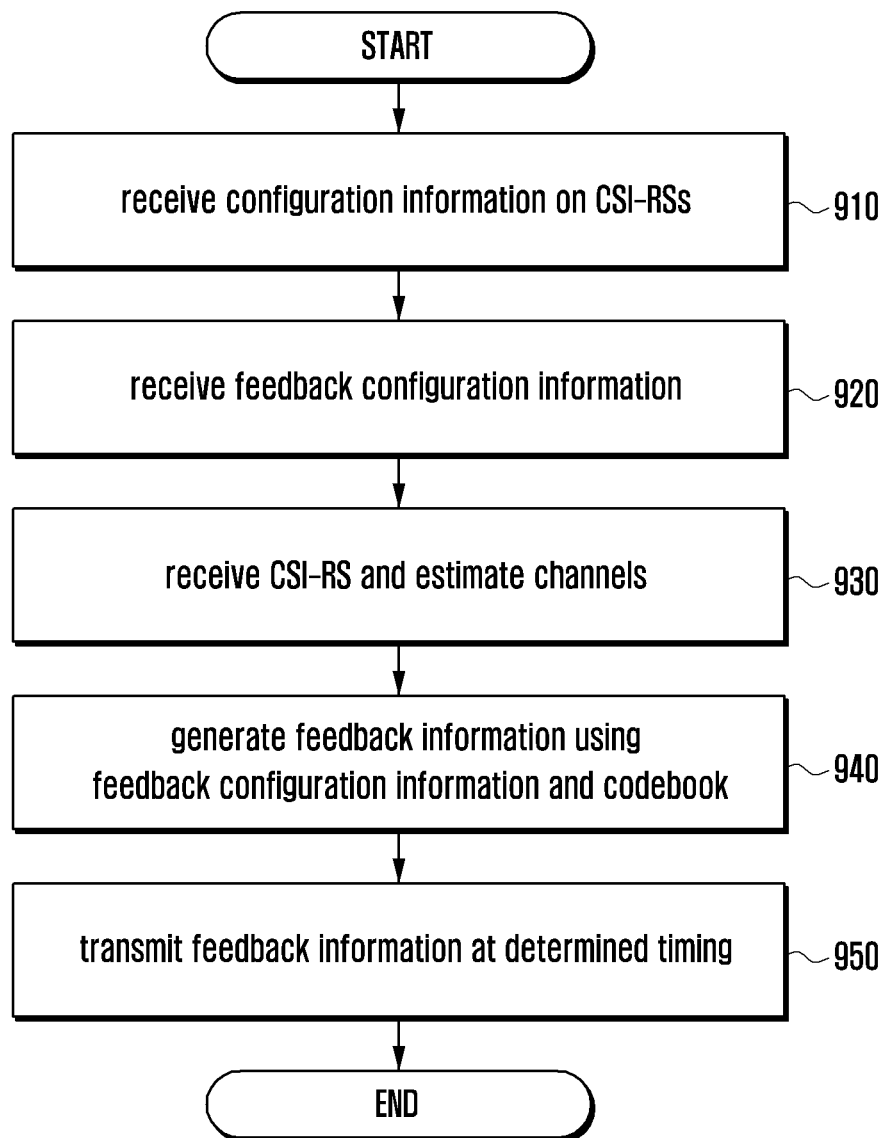 START
receive configuration information on CSI-RSs
910
receive feedback configuration information
920
receive CSI-RS and estimate channels
930
generate feedback information using
feedback configuration information and codebook
940
transmit feedback information at determined timing
950
END